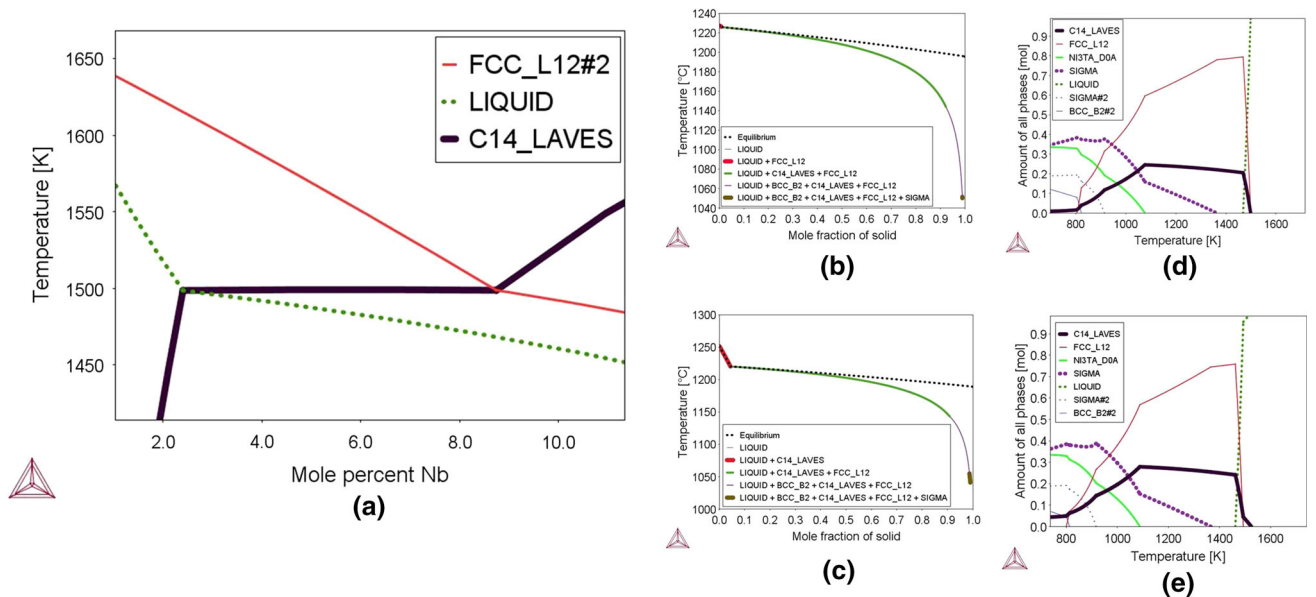 1650
1600
1550
1500
1450
Temperature [K]
FCC_L12#2
LIQUID
C14_LAVES
2.0 4.0 6.0 8.0 10.0
Mole percent Nb
(a)
1240
1220
1200
1180
1160
1140
1120
1100
1080
1060
1040
Temperature [°C]
Equilibrium
LIQUID
LIQUID + FCC_L12
LIQUID + C14_LAVES + FCC_L12
LIQUID + BCC_B2 + C14_LAVES + FCC_L12
LIQUID + BCC_B2 + C14_LAVES + FCC_L12 + SIGMA
0.0 0.1 0.2 0.3 0.4 0.5 0.6 0.7 0.8 0.9 1.0
Mole fraction of solid
(b)
0.9
0.8
0.7
0.6
0.5
0.4
0.3
0.2
0.1
0.0
Amount of all phases [mol]
C14_LAVES
FCC_L12
NI3TA_D0A
SIGMA
LIQUID
SIGMA#2
BCC_B2#2
800 1000 1200 1400 1600
Temperature [K]
(d)
1300
1250
1200
1150
1100
1050
1000
Temperature [°C]
Equilibrium
LIQUID
LIQUID + C14_LAVES
LIQUID + C14_LAVES + FCC_L12
LIQUID + BCC_B2 + C14_LAVES + FCC_L12
LIQUID + BCC_B2 + C14_LAVES + FCC_L12 + SIGMA
0.0 0.1 0.2 0.3 0.4 0.5 0.6 0.7 0.8 0.9 1.0
Mole fraction of solid
(c)
0.9
0.8
0.7
0.6
0.5
0.4
0.3
0.2
0.1
0.0
Amount of all phases [mol]
C14_LAVES
FCC_L12
NI3TA_D0A
SIGMA
LIQUID
SIGMA#2
BCC_B2#2
800 1000 1200 1400 1600
Temperature [K]
(e)